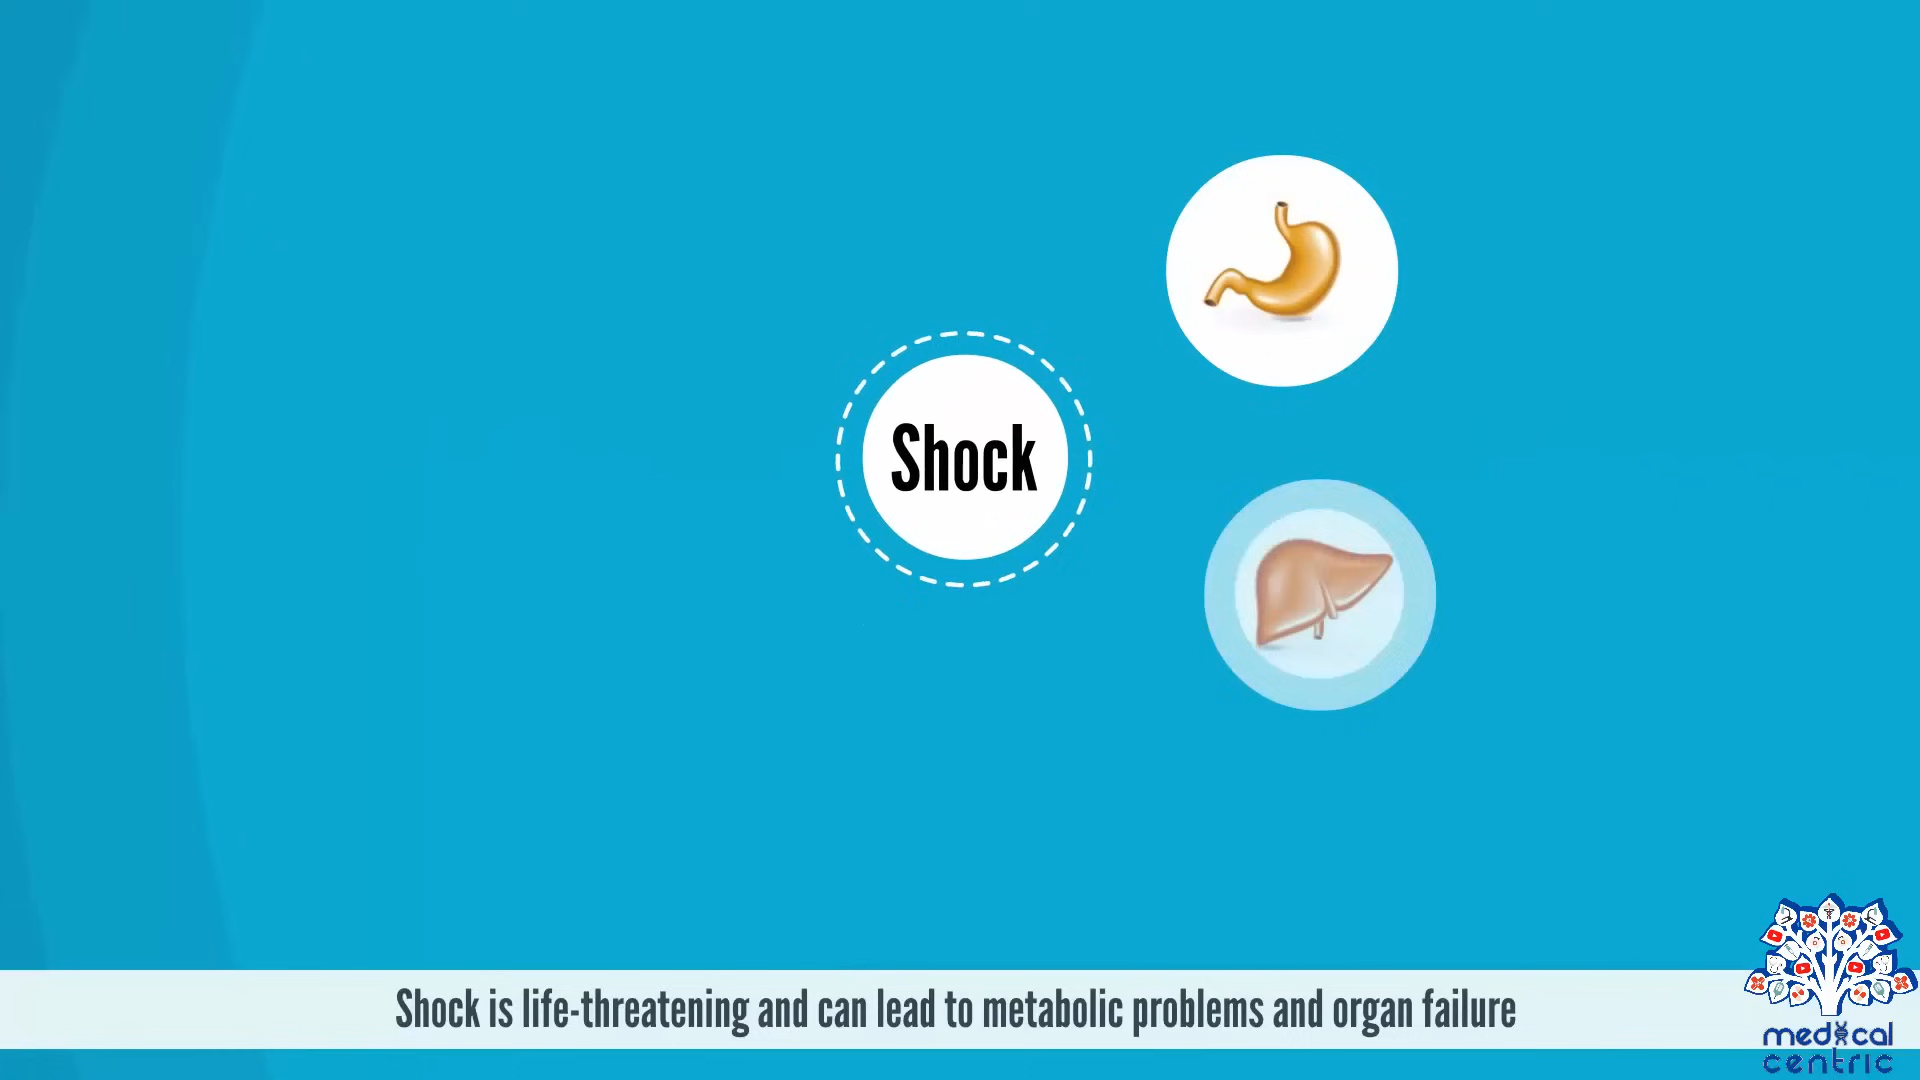 Shock
Shock is life-threatening and can lead to metabolic problems and organ failure
medical
centric